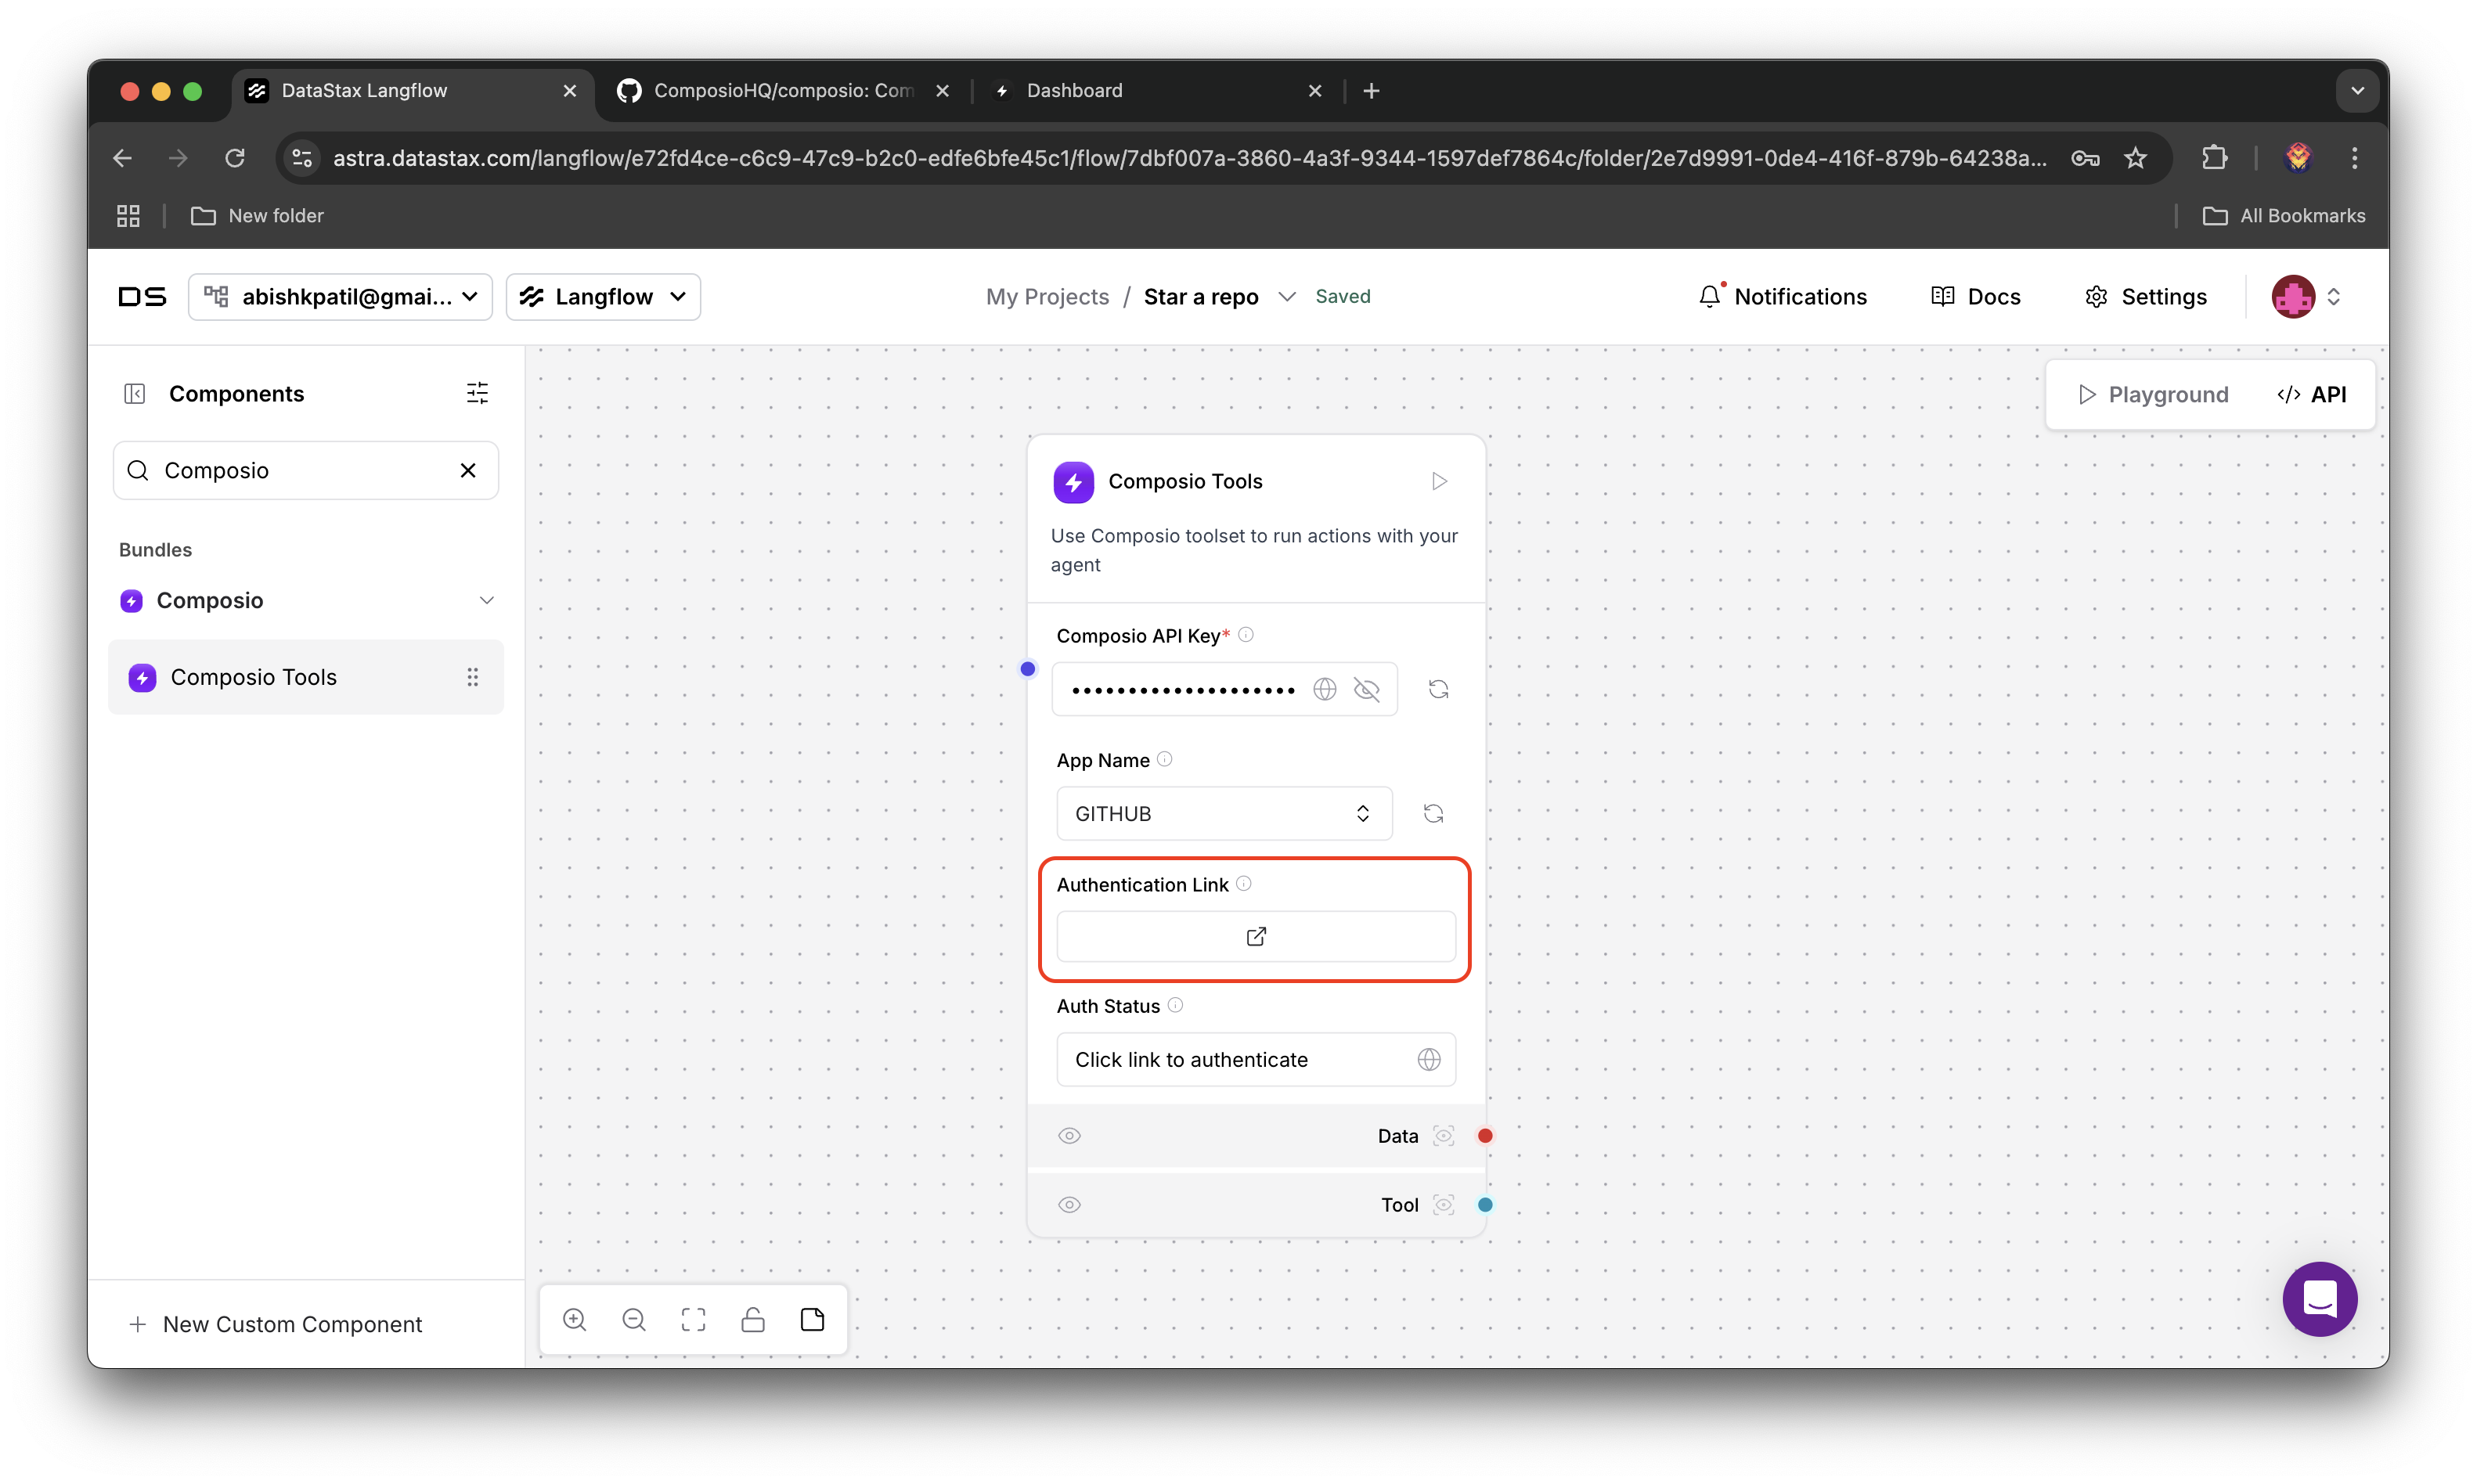 DataStax Langflow
ComposioHQ/composio: Com
Dashboard
astra.datastax.com/langflow/e72fd4ce-c6c9-47c9-b2c0-edfe6bfe45c1/flow/7dbf007a-3860-4a3f-9344-1597def7864c/folder/2e7d9991-0de4-416f-879b-64238a...
New folder
All Bookmarks
DS
abishkpatil@gmai...
Langflow
My Projects / Star a repo
Saved
Notifications
Docs
Settings
Components
Composio
Bundles
Composio
Composio Tools
New Custom Component
Playground
</> API
Composio Tools
Use Composio toolset to run actions with your
agent
Composio API Key*
••••••••••••••••••••
App Name
GITHUB
Authentication Link
Auth Status
Click link to authenticate
Data
Tool